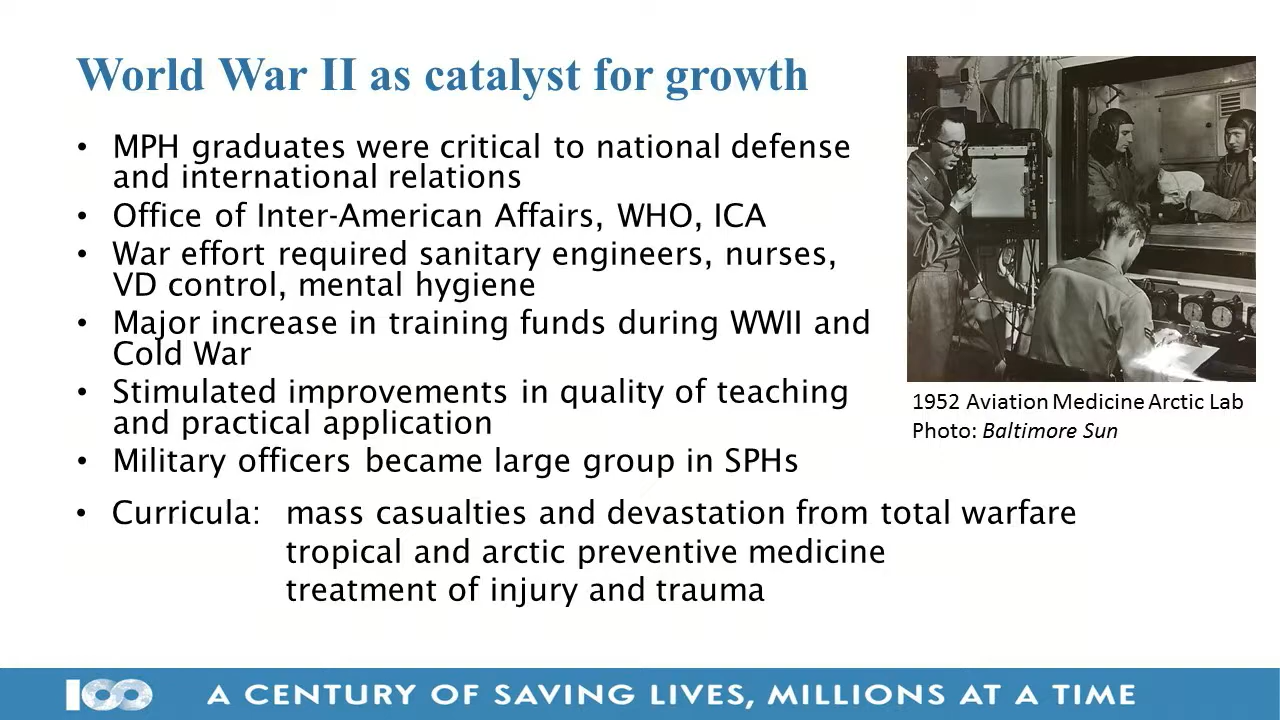 World War II as catalyst for growth
• MPH graduates were critical to national defense
and international relations
• Office of Inter-American Affairs, WHO, ICA
• War effort required sanitary engineers, nurses,
VD control, mental hygiene
• Major increase in training funds during WWII and
Cold War
• Stimulated improvements in quality of teaching
and practical application
• Military officers became large group in SPHs
• Curricula: mass casualties and devastation from total warfare
tropical and arctic preventive medicine
treatment of injury and trauma
1952 Aviation Medicine Arctic Lab
Photo: Baltimore Sun
100 A CENTURY OF SAVING LIVES, MILLIONS AT A TIME